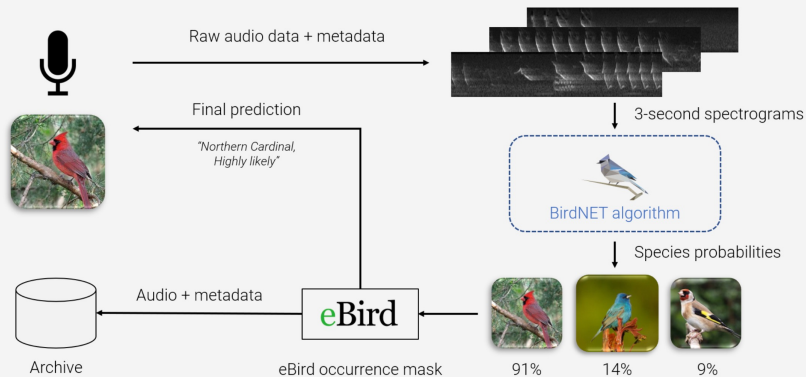 Raw audio data + metadata
3-second spectrograms
Final prediction
"Northern Cardinal,
Highly likely"
BirdNET algorithm
Species probabilities
Audio + metadata
eBird
Archive
eBird occurrence mask
91%
14%
9%